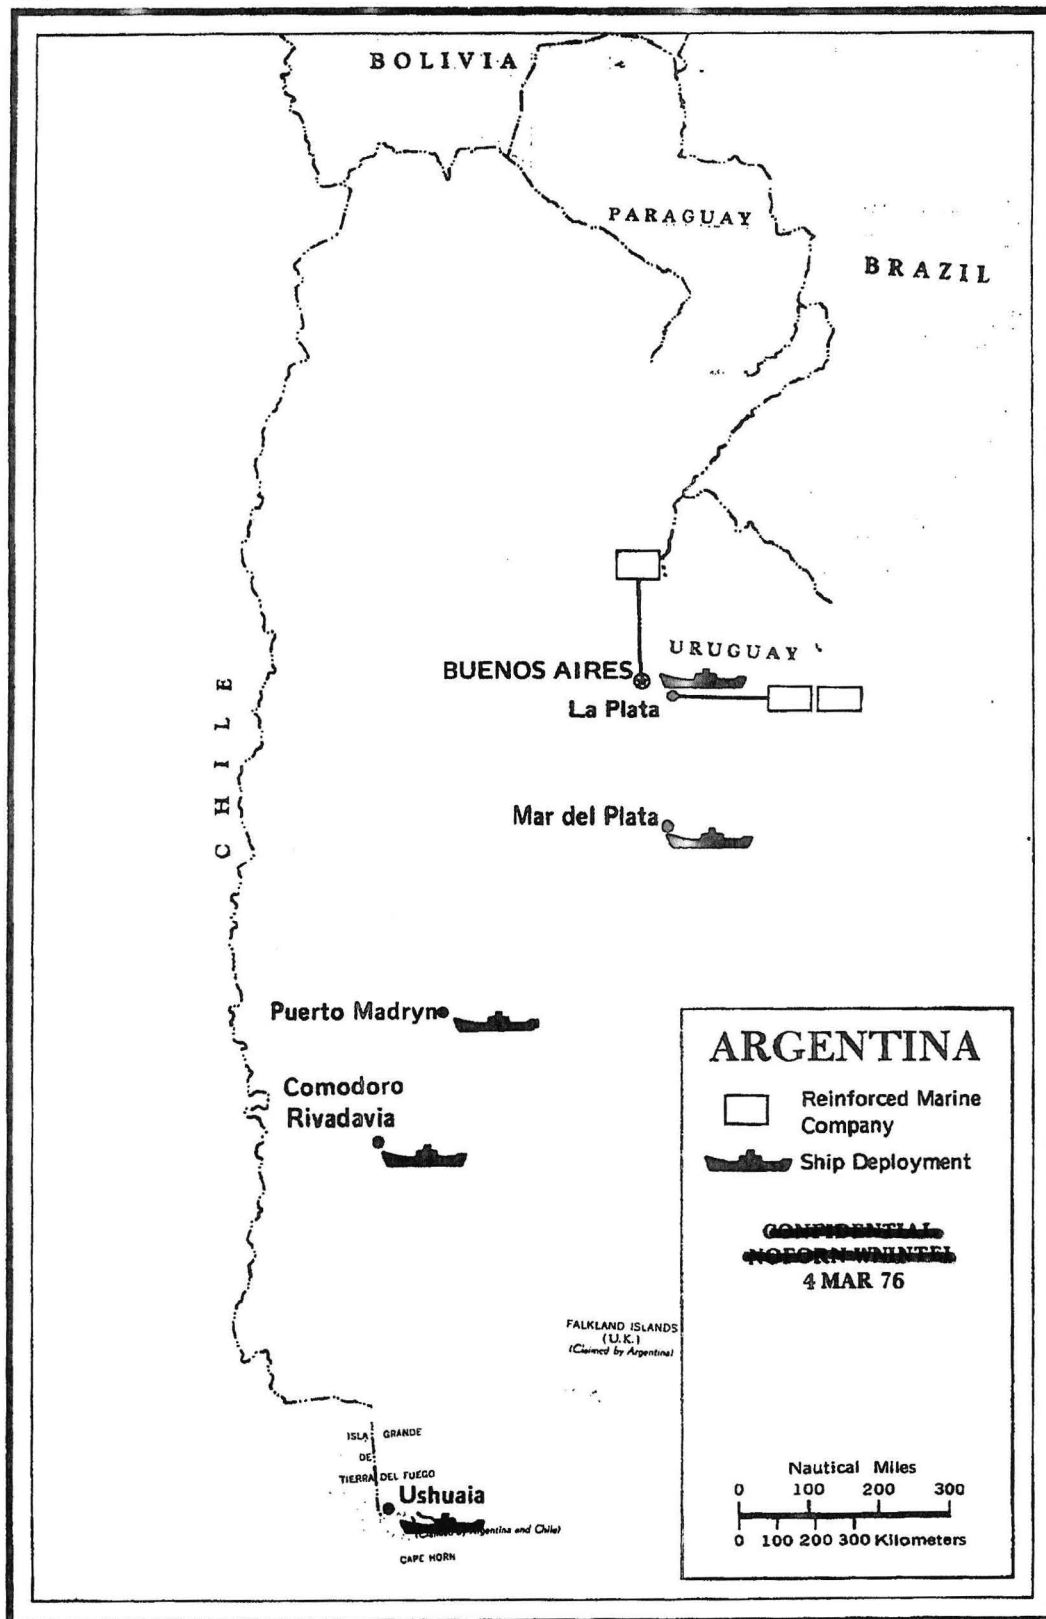 BOLIVIA
PARAGUAY
BRAZIL
URUGUAY
BUENOS AIRES
La Plata
CHILE
Mar del Plata
Puerto Madryn
Comodoro
Rivadavia
ARGENTINA
Reinforced Marine
Company
Ship Deployment
CONFIDENTIAL
NOFORN WNINTEL
4 MAR 76
FALKLAND ISLANDS
(U.K.)
(Claimed by Argentina)
ISLA GRANDE
DE
TIERRA DEL FUEGO
Ushuaia
Argentina and Chile)
CAPE HORN
Nautical Miles
0 100 200 300
0 100 200 300 Kilometers